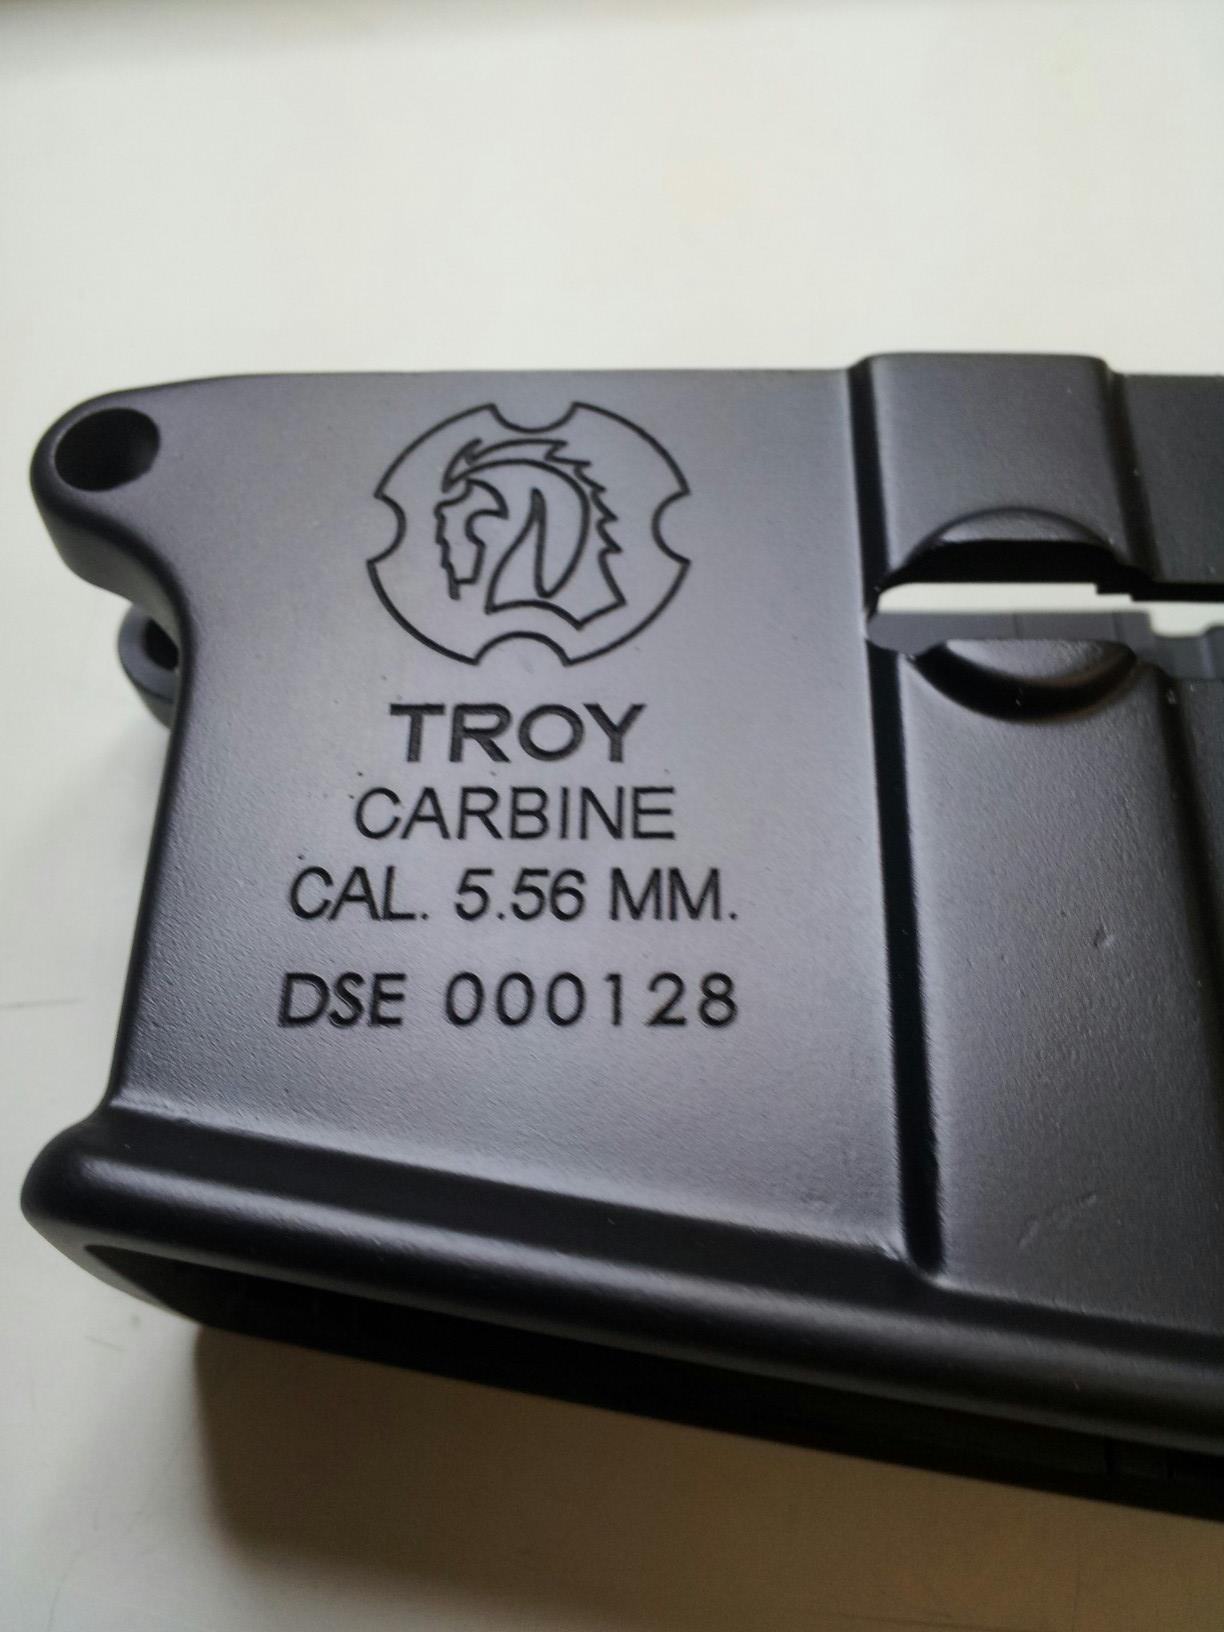 TROY
CARBINE
CAL. 5.56 MM.
DSE 000128